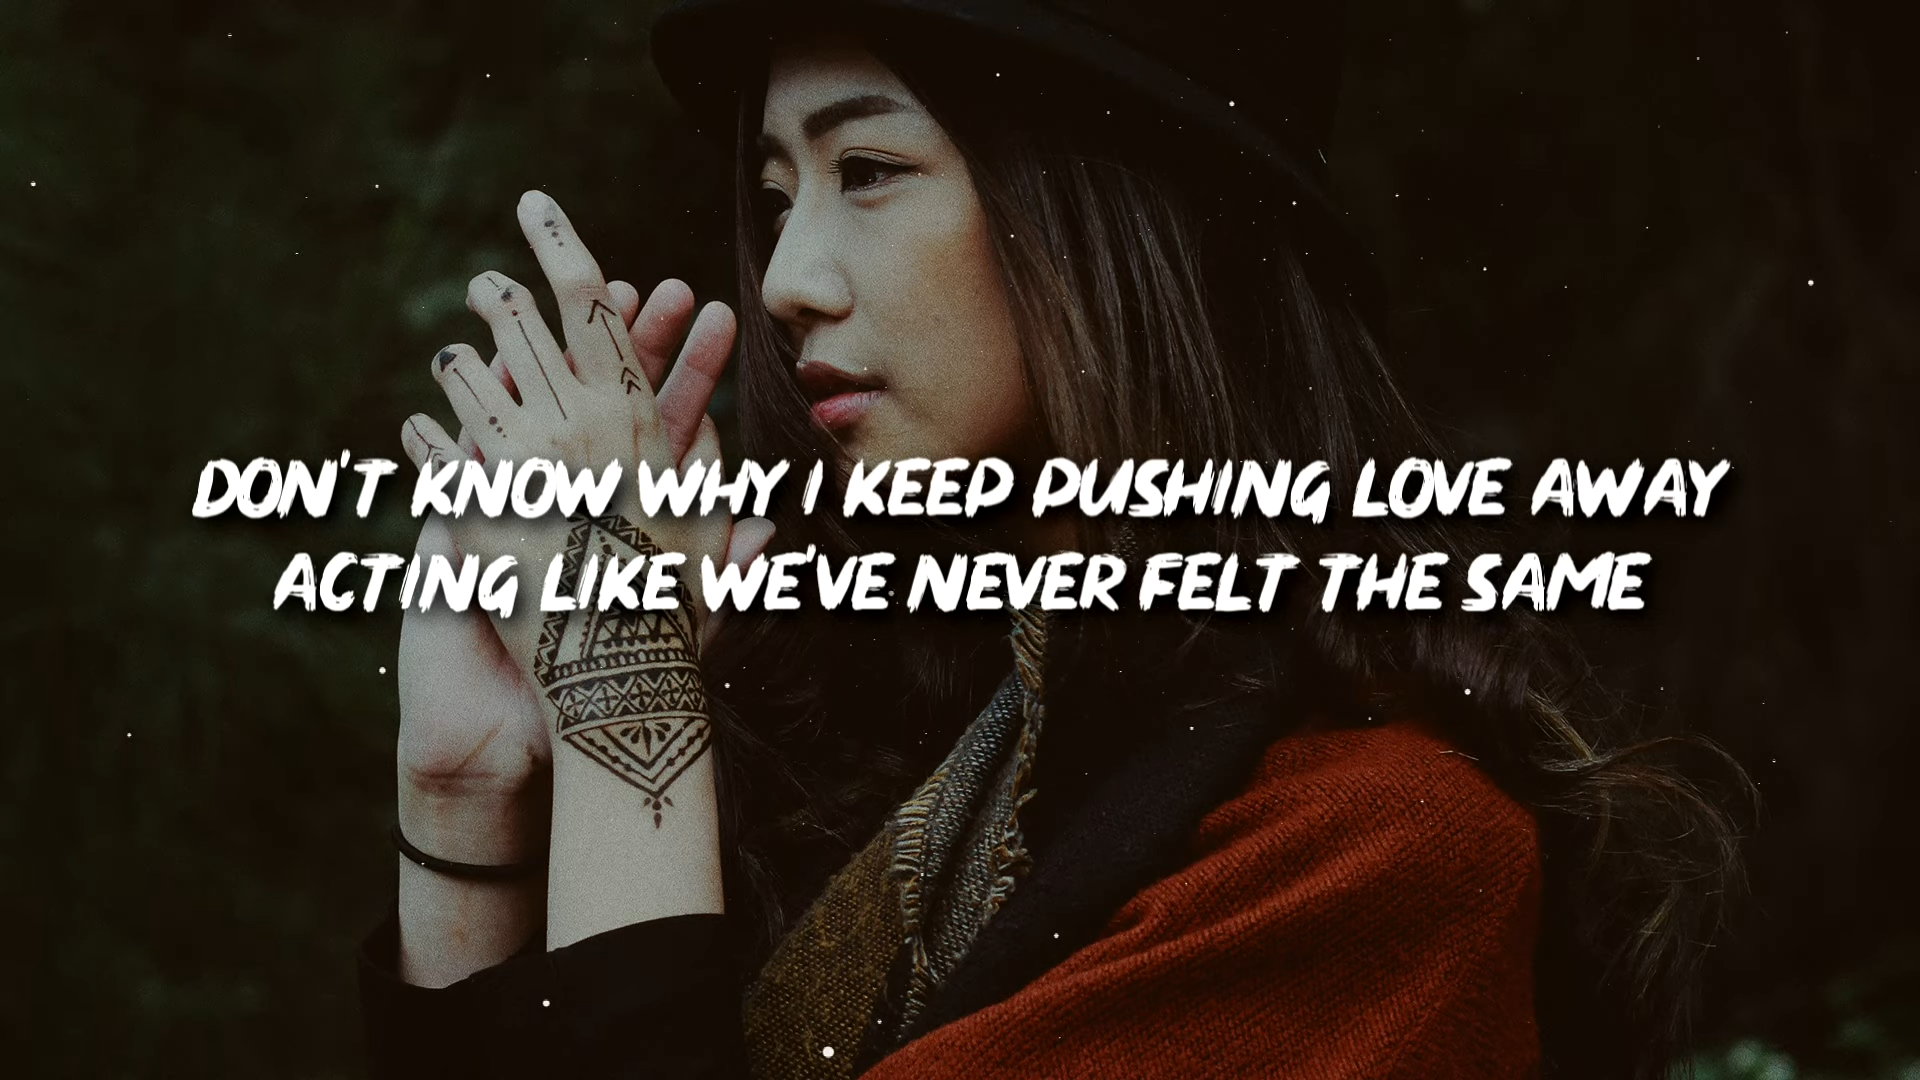 DON'T KNOW WHY I KEEP PUSHING LOVE AWAY
ACTING LIKE WE'VE NEVER FELT THE SAME